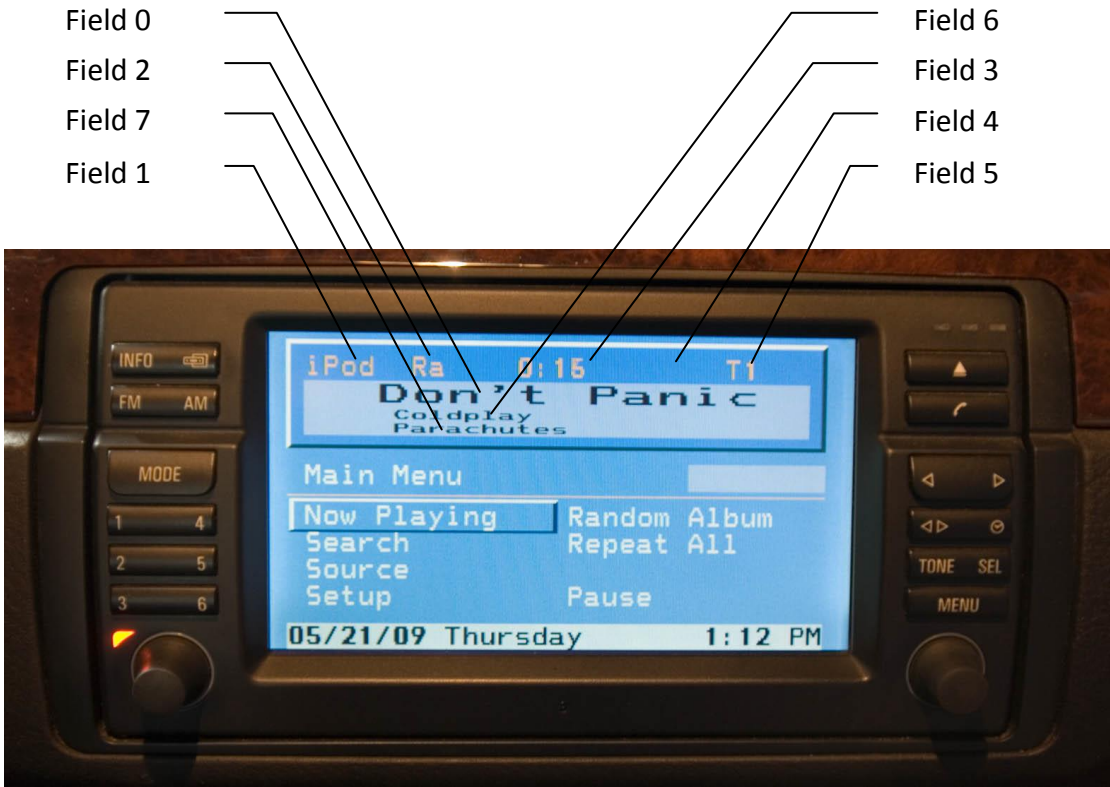 Field 0
Field 6
Field 2
Field 3
Field 7
Field 4
Field 1
Field 5
INFO
FM AM
MODE
1 4
2 5
3 6
iPod Ra 0:15 T1
Don't Panic
Coldplay
Parachutes
Main Menu
Now Playing Random Album
Search Repeat All
Source
Setup Pause
05/21/09 Thursday 1:12 PM
TONE SEL
MENU